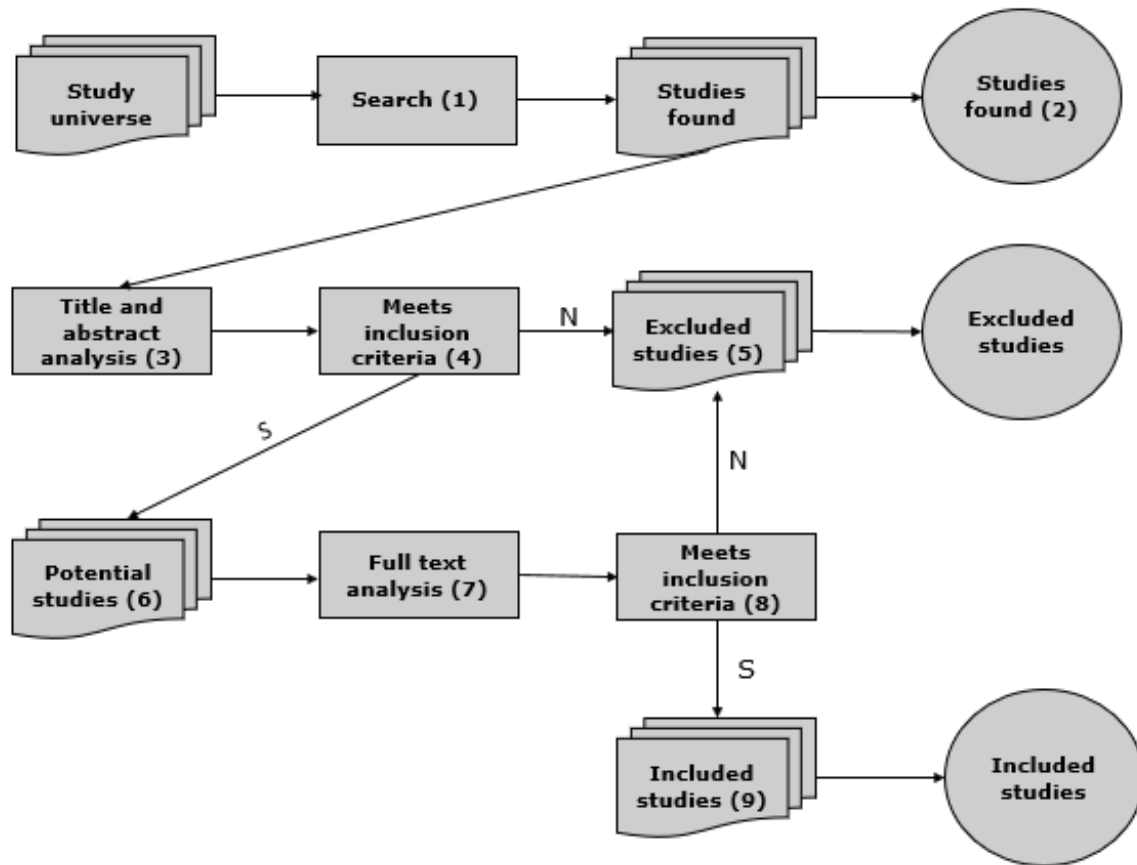 Study
universe
Search (1)
Studies
found
Studies
found (2)
Title and
abstract
analysis (3)
Meets
inclusion
criteria (4)
N
Excluded
studies (5)
Excluded
studies
S
N
Potential
studies (6)
Full text
analysis (7)
Meets
inclusion
criteria (8)
S
Included
studies (9)
Included
studies